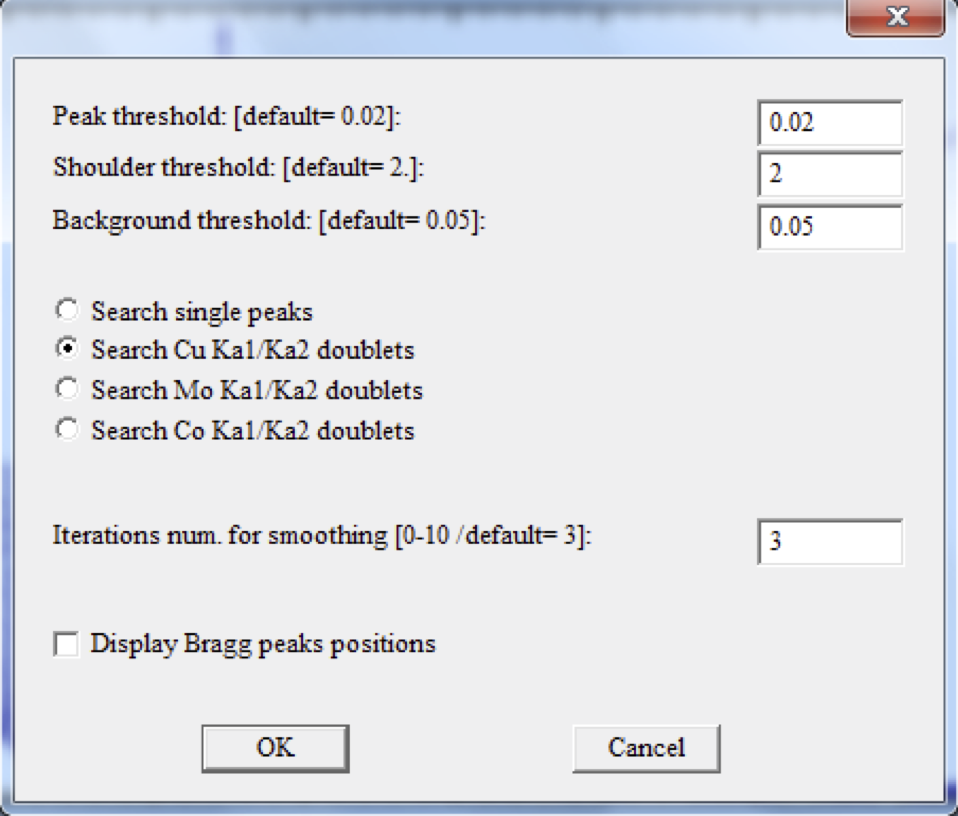 Peak threshold: [default= 0.02]: 0.02
Shoulder threshold: [default= 2.]: 2
Background threshold: [default= 0.05]: 0.05
Search single peaks
Search Cu Ka1/Ka2 doublets
Search Mo Ka1/Ka2 doublets
Search Co Ka1/Ka2 doublets
Iterations num. for smoothing [0-10 /default= 3]: 3
Display Bragg peaks positions
OK Cancel